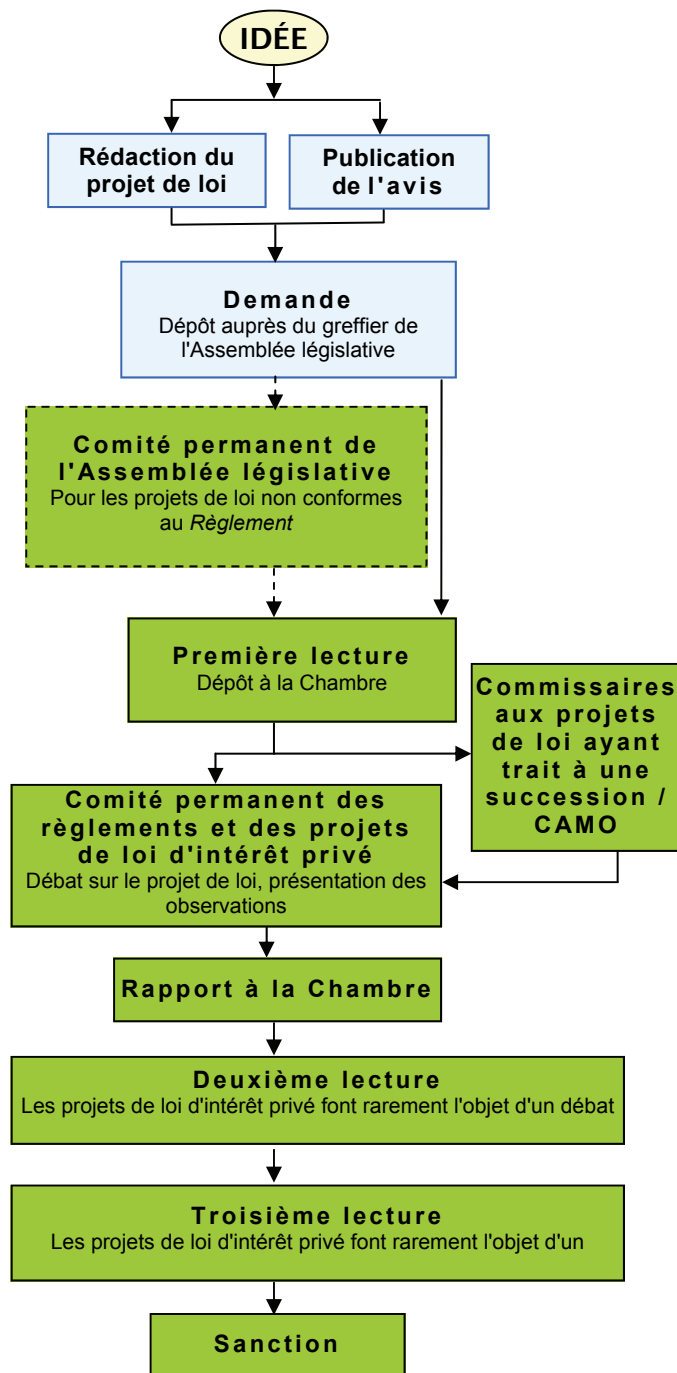 IDÉE
Rédaction du
projet de loi
Publication
de l'avis
Demande
Dépôt auprès du greffier de
l'Assemblée législative
Comité permanent de
l'Assemblée législative
Pour les projets de loi non conformes
au Règlement
Première lecture
Dépôt à la Chambre
Commissaires
aux projets
de loi ayant
trait à une
succession /
CAMO
Comité permanent des
règlements et des projets
de loi d'intérêt privé
Débat sur le projet de loi, présentation des
observations
Rapport à la Chambre
Deuxième lecture
Les projets de loi d'intérêt privé font rarement l'objet d'un débat
Troisième lecture
Les projets de loi d'intérêt privé font rarement l'objet d'un
Sanction